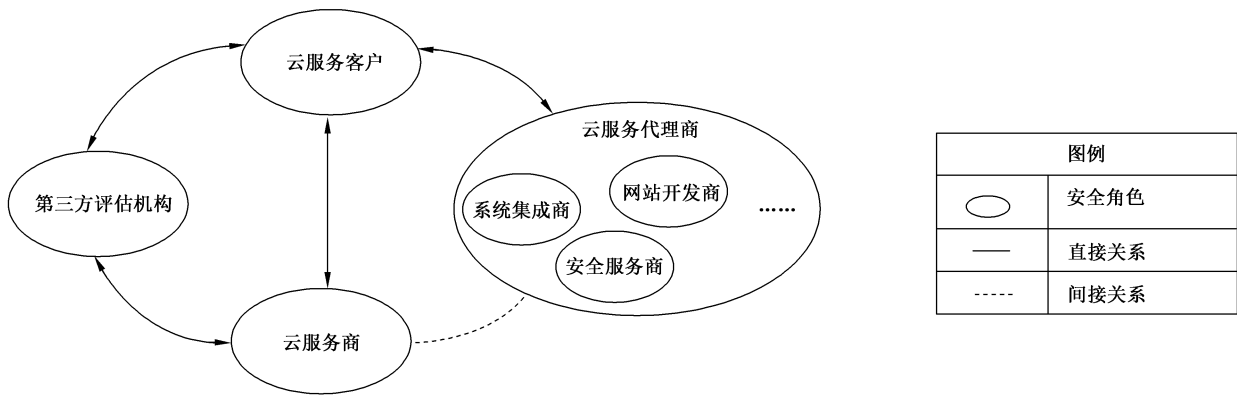 云服务客户
云服务代理商
网站开发商
系统集成商
……
安全服务商
第三方评估机构
云服务商
图例
安全角色
直接关系
间接关系